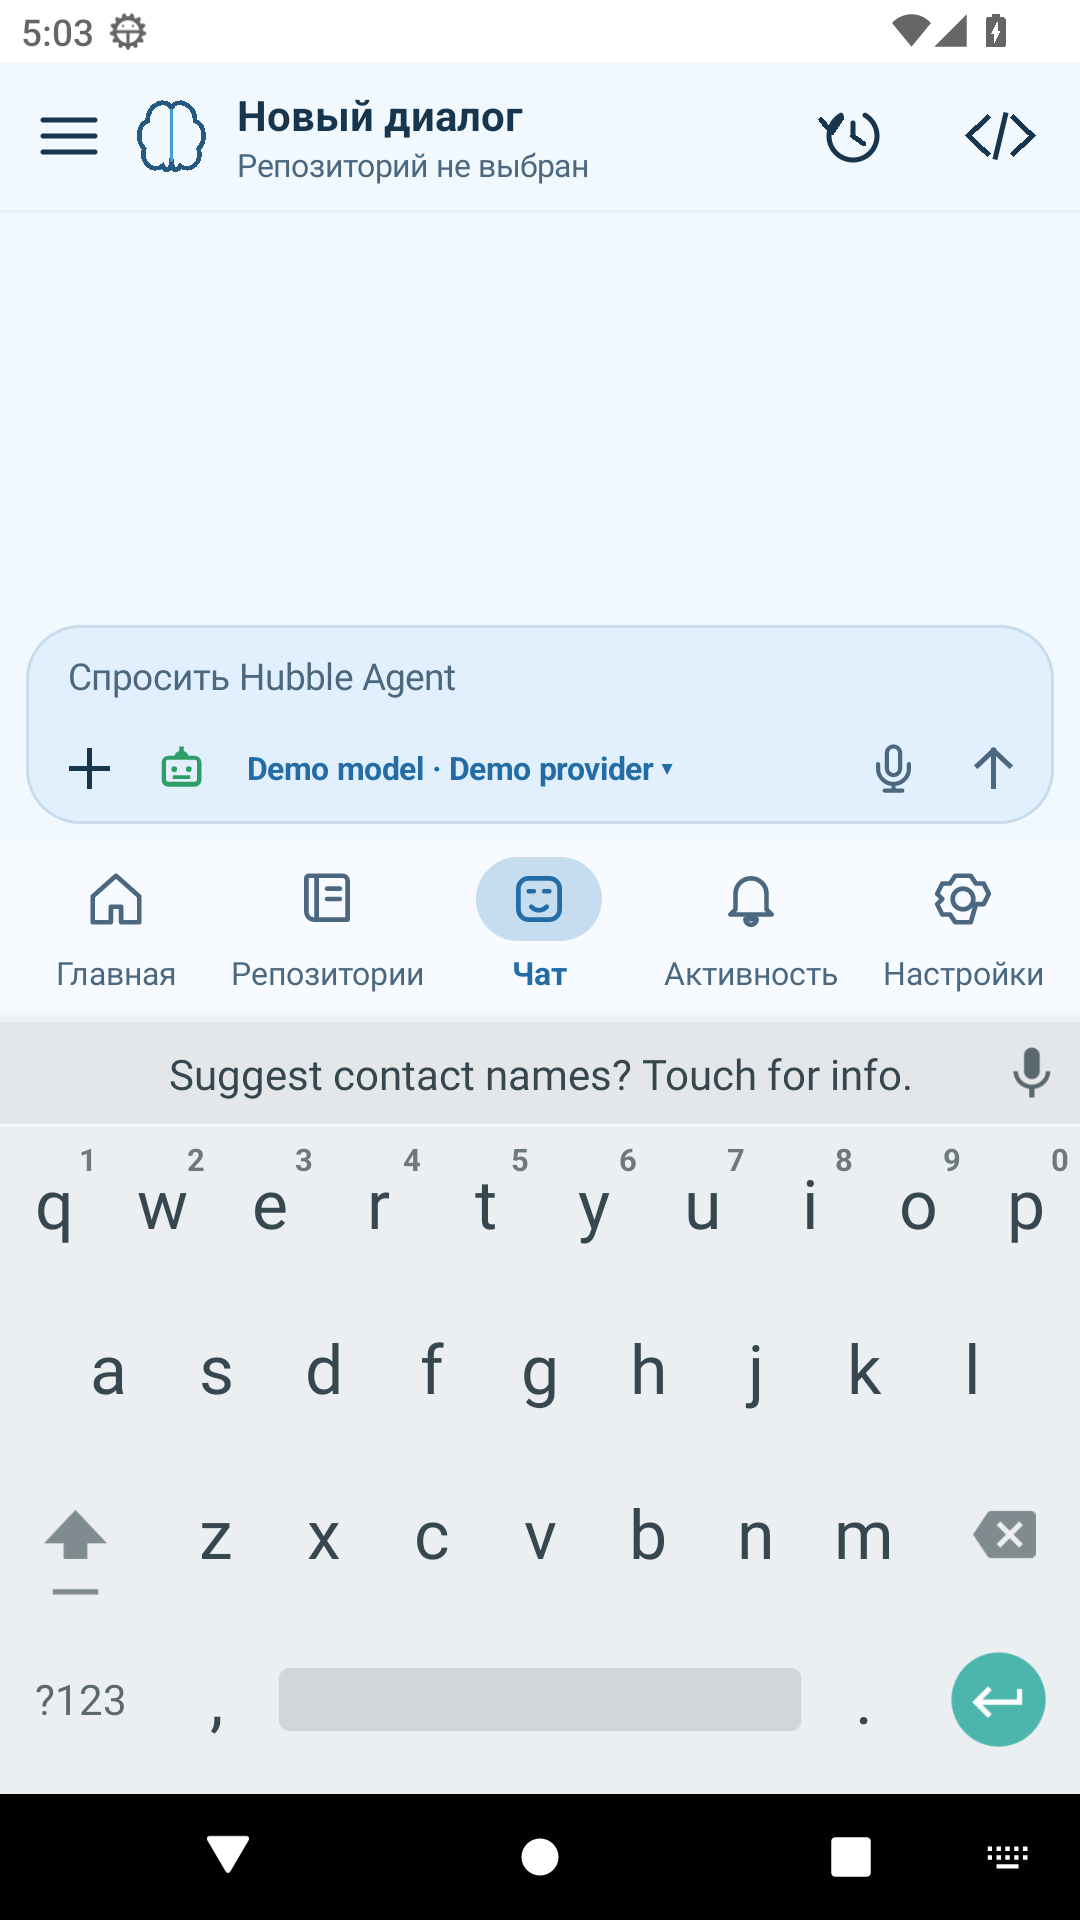 5:03
Новый диалог
Репозиторий не выбран
Спросить Hubble Agent
Demo model · Demo provider ▾
Главная Репозитории Чат Активность Настройки
Suggest contact names? Touch for info.
1 2 3 4 5 6 7 8 9 0
q w e r t y u i o p
a s d f g h j k l
z x c v b n m
?123 , .